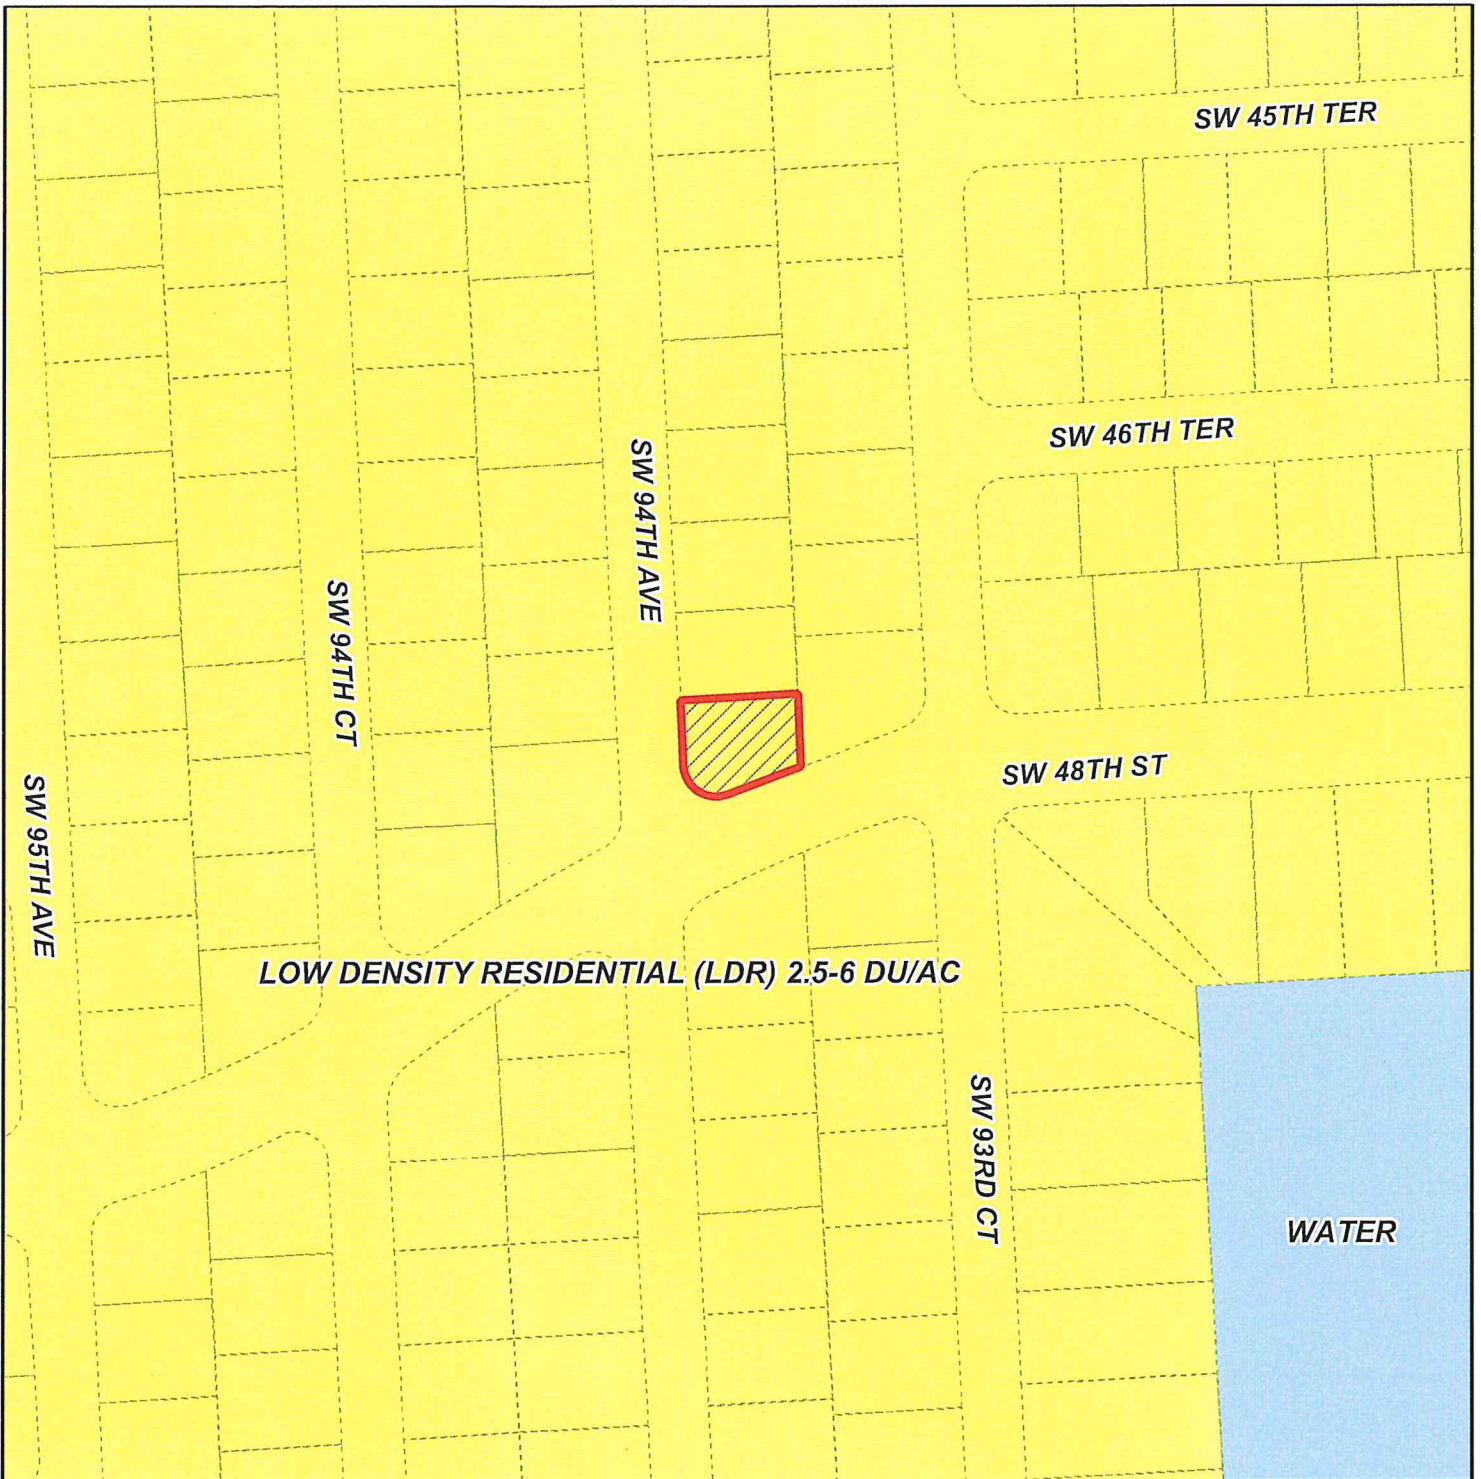 SW 45TH TER
SW 46TH TER
SW 94TH AVE
SW 94TH CT
SW 48TH ST
SW 95TH AVE
LOW DENSITY RESIDENTIAL (LDR) 2.5-6 DU/AC
SW 93RD CT
WATER